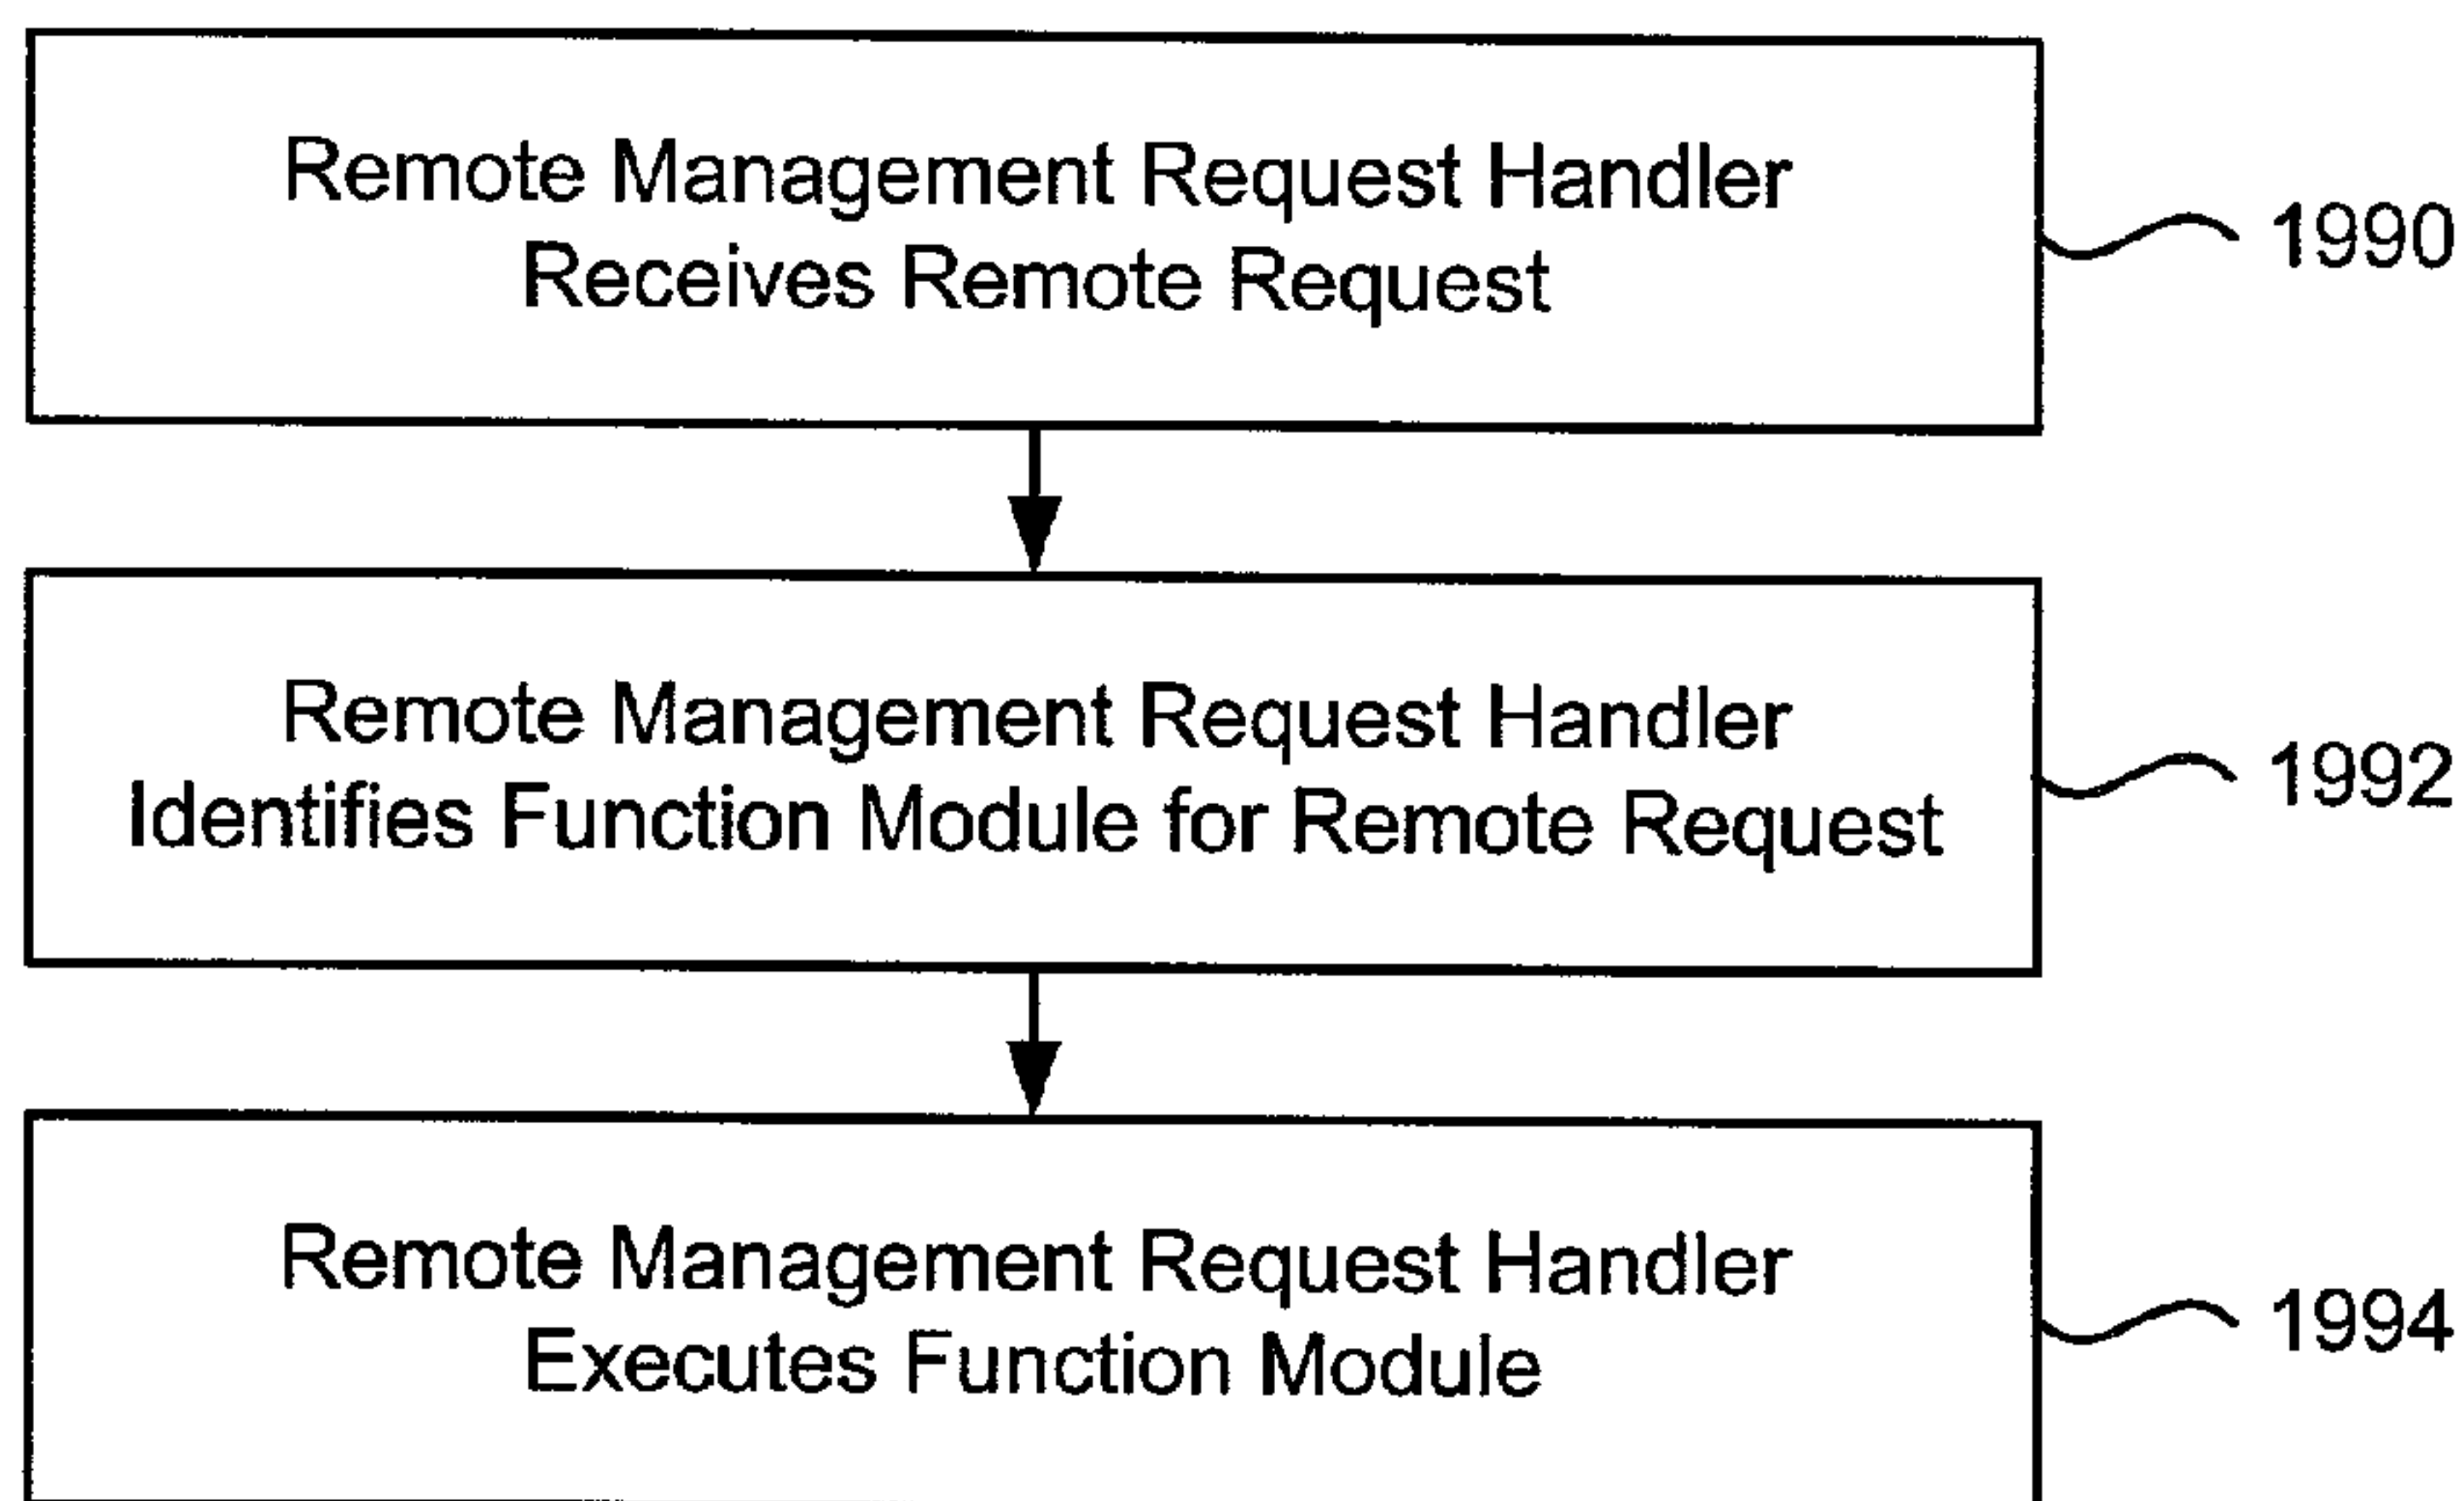 Remote Management Request Handler
Receives Remote Request
1990
Remote Management Request Handler
Identifies Function Module for Remote Request
1992
Remote Management Request Handler
Executes Function Module
1994